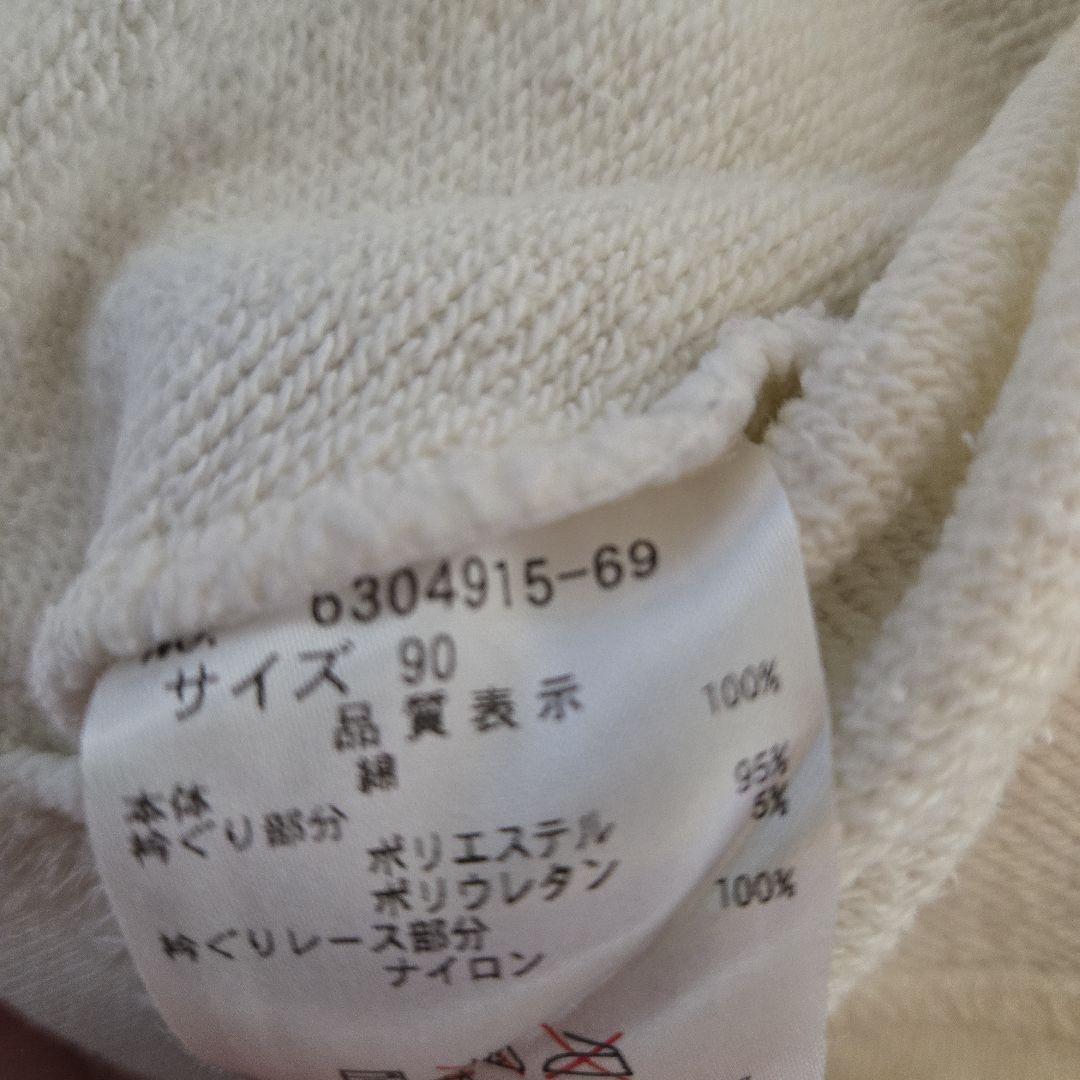 6304915-69
サイズ 90
品質表示
本体 綿 100%
衿ぐり部分
ポリエステル 95%
ポリウレタン 5%
衿ぐりレース部分
ナイロン 100%